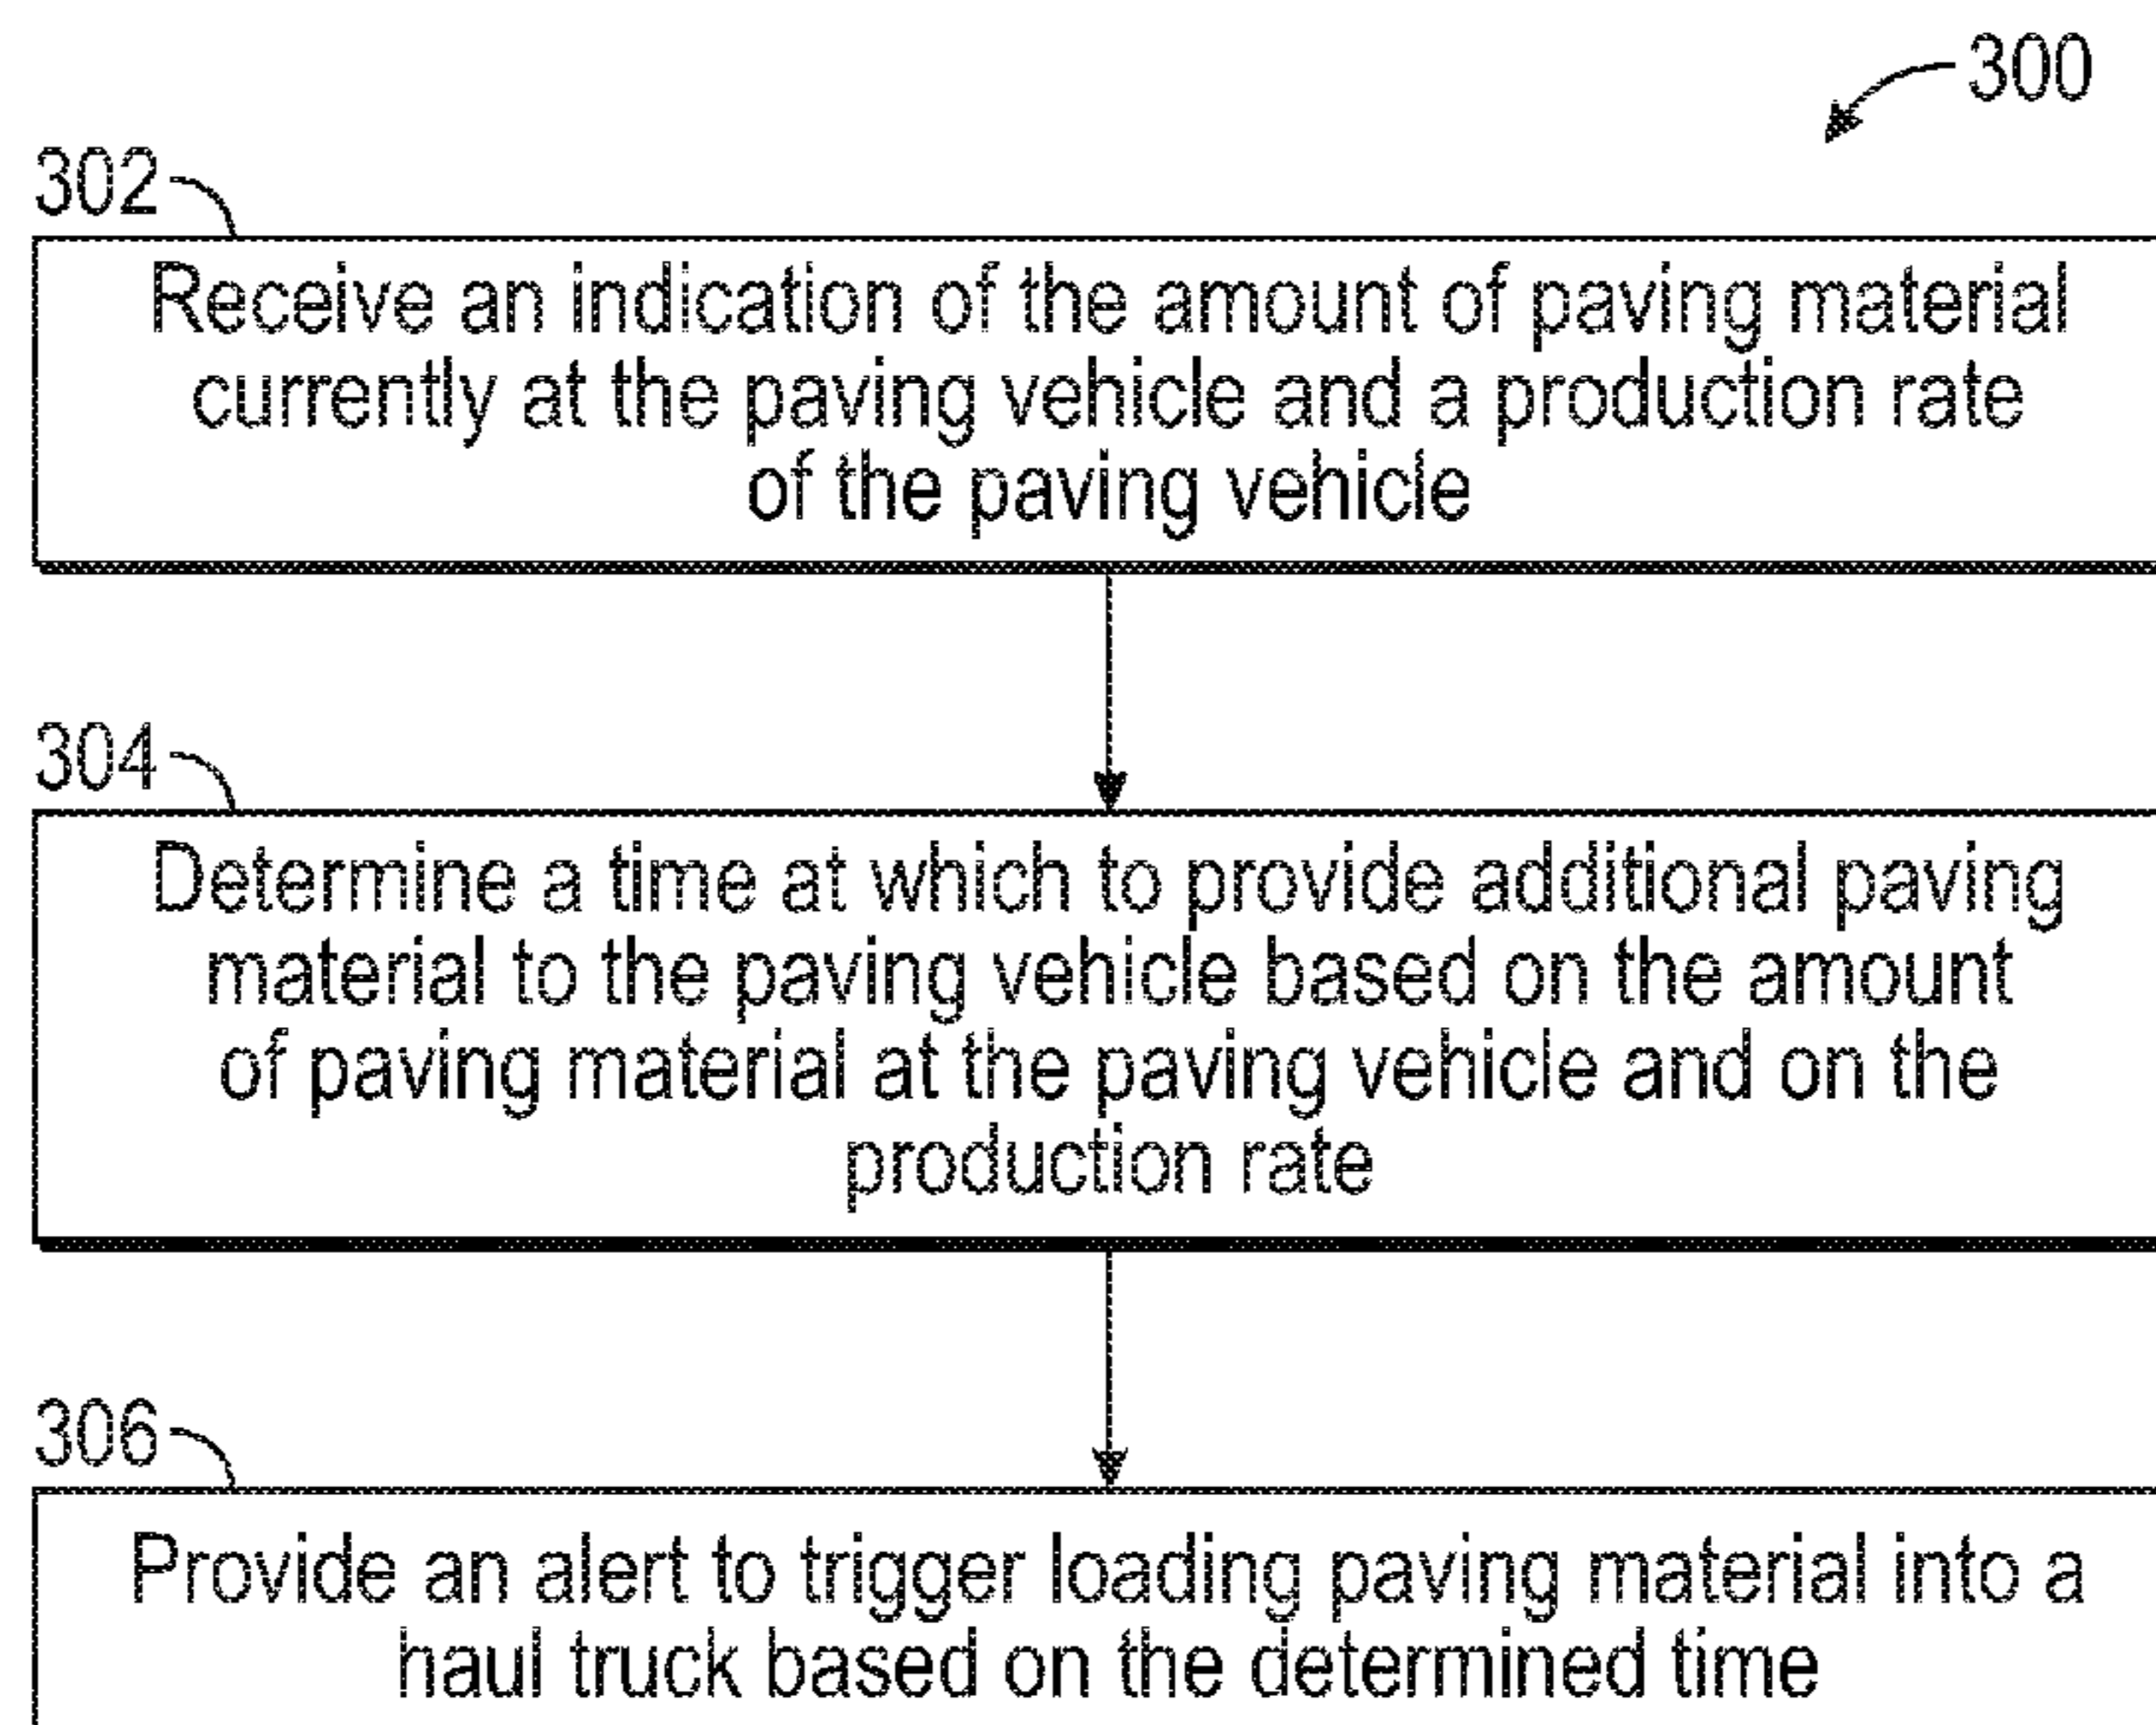 300
302
Receive an indication of the amount of paving material
currently at the paving vehicle and a production rate
of the paving vehicle
304
Determine a time at which to provide additional paving
material to the paving vehicle based on the amount
of paving material at the paving vehicle and on the
production rate
306
Provide an alert to trigger loading paving material into a
haul truck based on the determined time